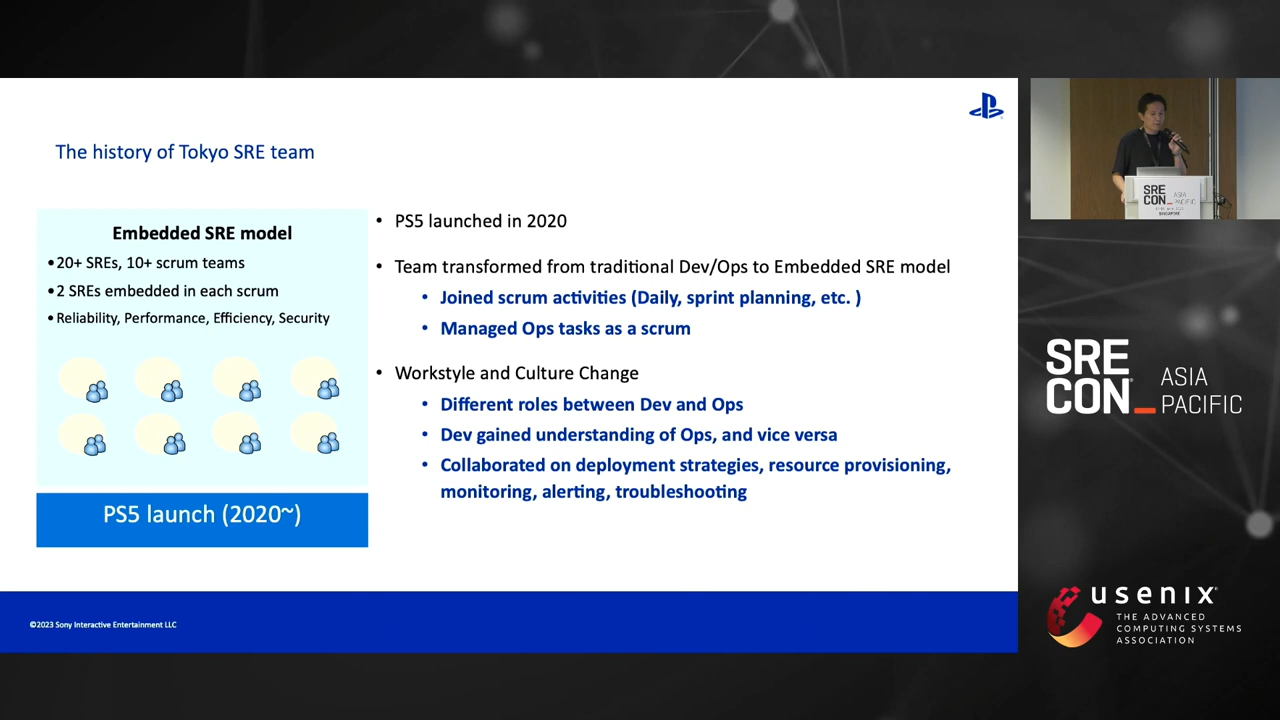 The history of Tokyo SRE team
Embedded SRE model
•20+ SREs, 10+ scrum teams
•2 SREs embedded in each scrum
•Reliability, Performance, Efficiency, Security
PS5 launch (2020~)
• PS5 launched in 2020
• Team transformed from traditional Dev/Ops to Embedded SRE model
• Joined scrum activities (Daily, sprint planning, etc. )
• Managed Ops tasks as a scrum
• Workstyle and Culture Change
• Different roles between Dev and Ops
• Dev gained understanding of Ops, and vice versa
• Collaborated on deployment strategies, resource provisioning,
monitoring, alerting, troubleshooting
©2023 Sony Interactive Entertainment LLC
SRE
CON_
ASIA
PACIFIC
SINGAPORE
SRE
CON_
ASIA
PACIFIC
usenix
THE ADVANCED
COMPUTING SYSTEMS
ASSOCIATION